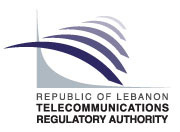 REPUBLIC OF LEBANON
TELECOMMUNICATIONS
REGULATORY AUTHORITY